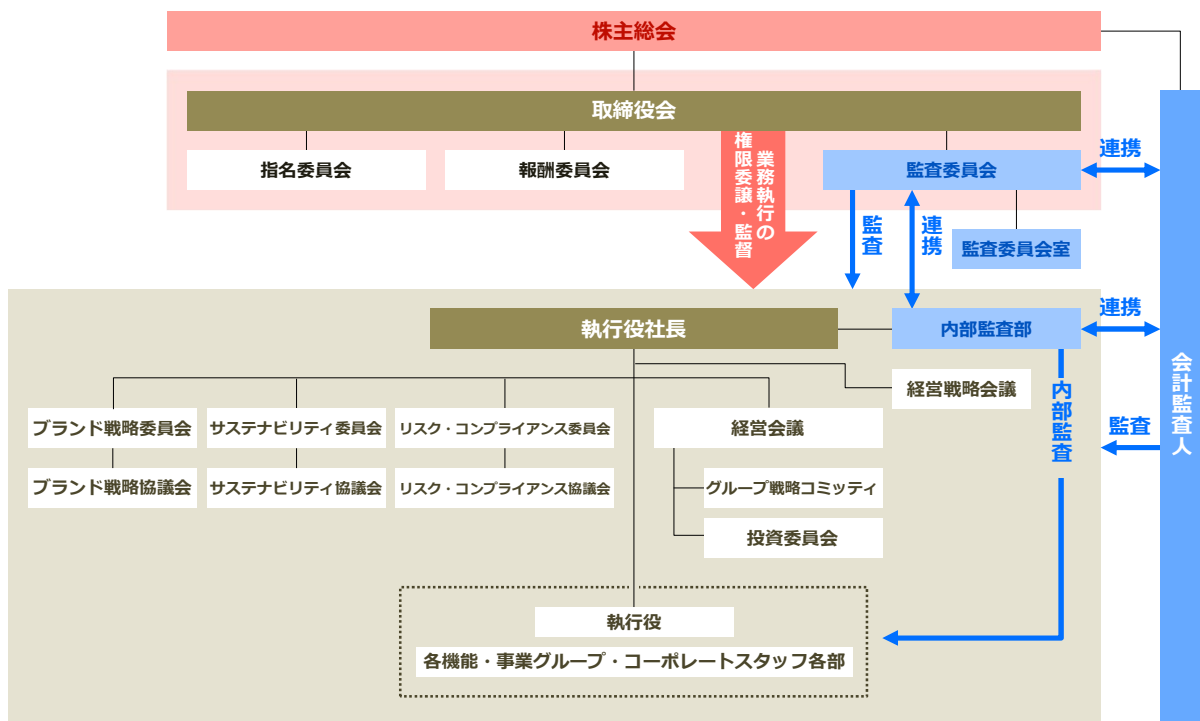 株主総会
取締役会
指名委員会
報酬委員会
業務執行の
権限委譲・監督
監査委員会
連携
監査
連携
監査委員会室
執行役社長
内部監査部
連携
会計監査人
経営戦略会議
内部監査
監査
ブランド戦略委員会
サステナビリティ委員会
リスク・コンプライアンス委員会
経営会議
ブランド戦略協議会
サステナビリティ協議会
リスク・コンプライアンス協議会
グループ戦略コミッティ
投資委員会
執行役
各機能・事業グループ・コーポレートスタッフ各部